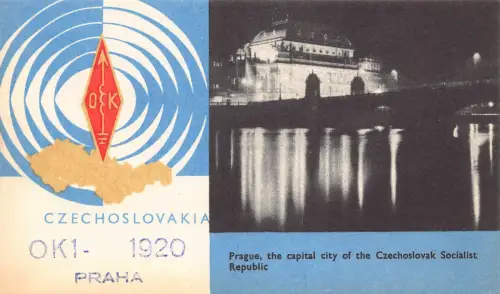 OK
CZECHOSLOVAKIA
OK1- 1920
PRAHA
Prague, the capital city of the Czechoslovak Socialist
Republic